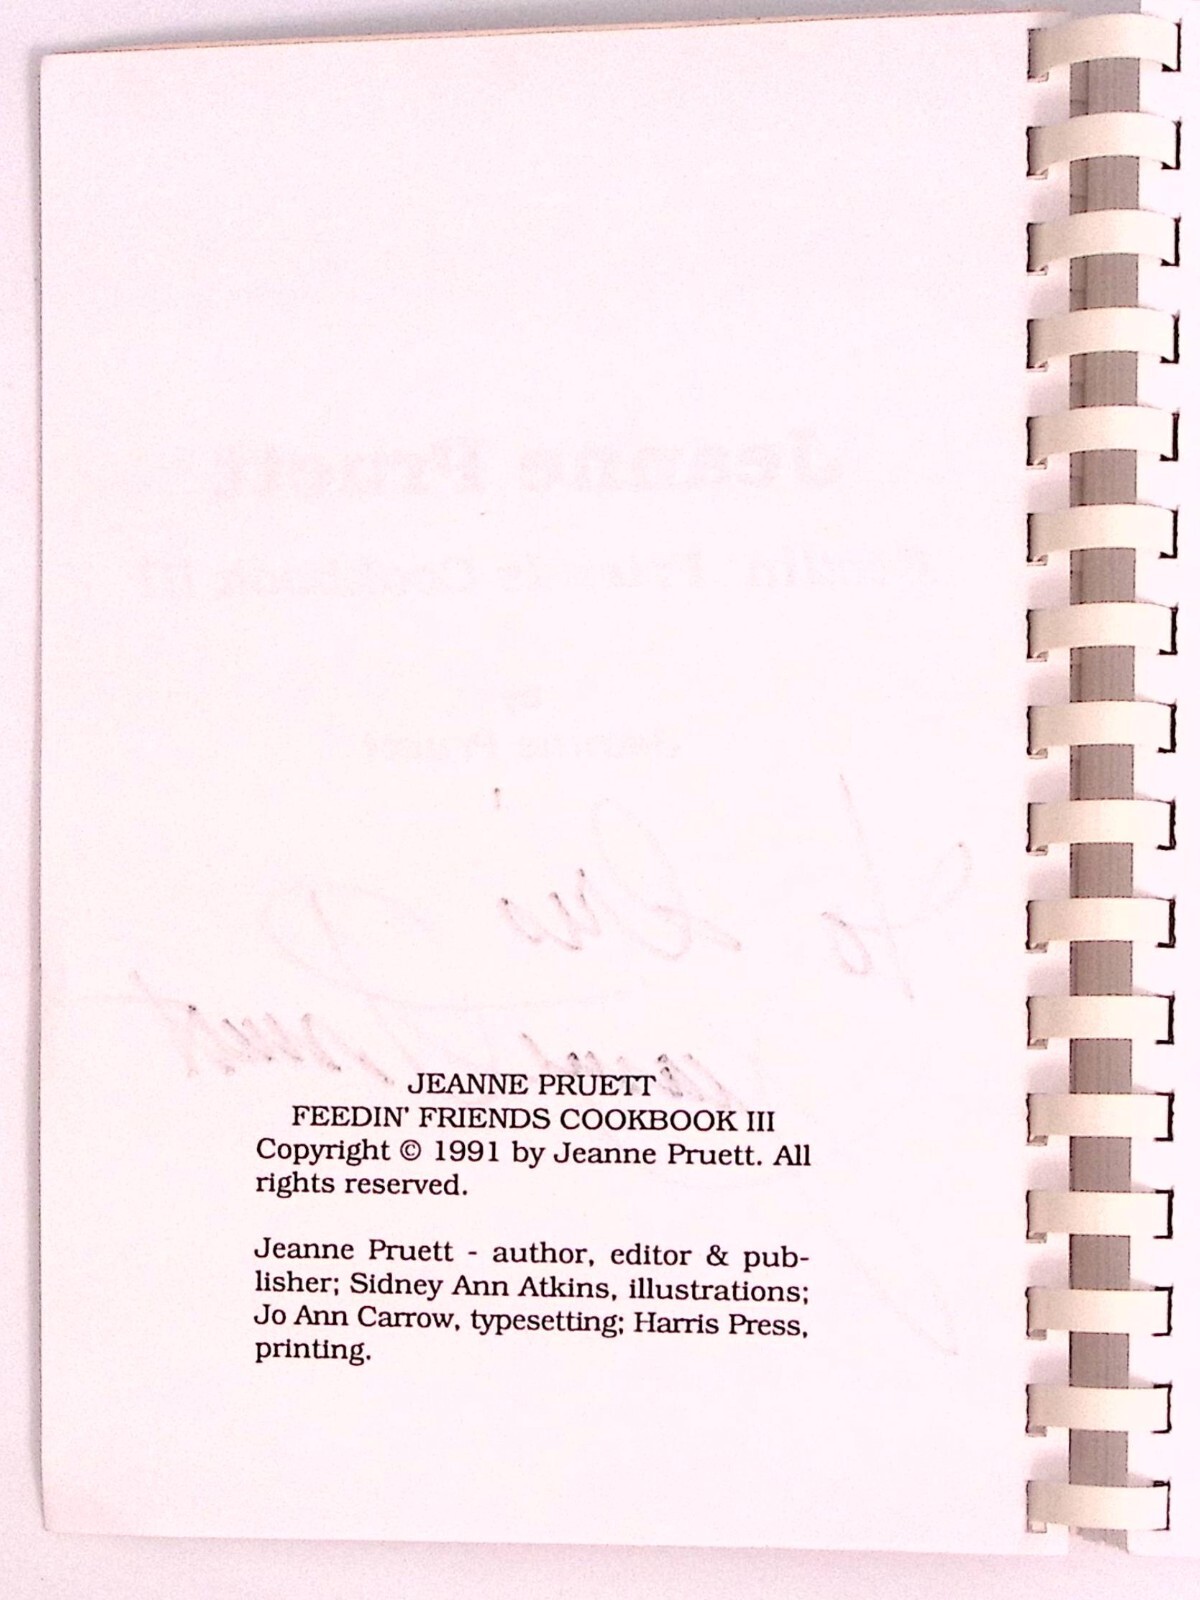 JEANNE PRUETT
FEEDIN' FRIENDS COOKBOOK III
Copyright © 1991 by Jeanne Pruett. All
rights reserved.
Jeanne Pruett - author, editor & pub-
lisher; Sidney Ann Atkins, illustrations;
Jo Ann Carrow, typesetting; Harris Press,
printing.